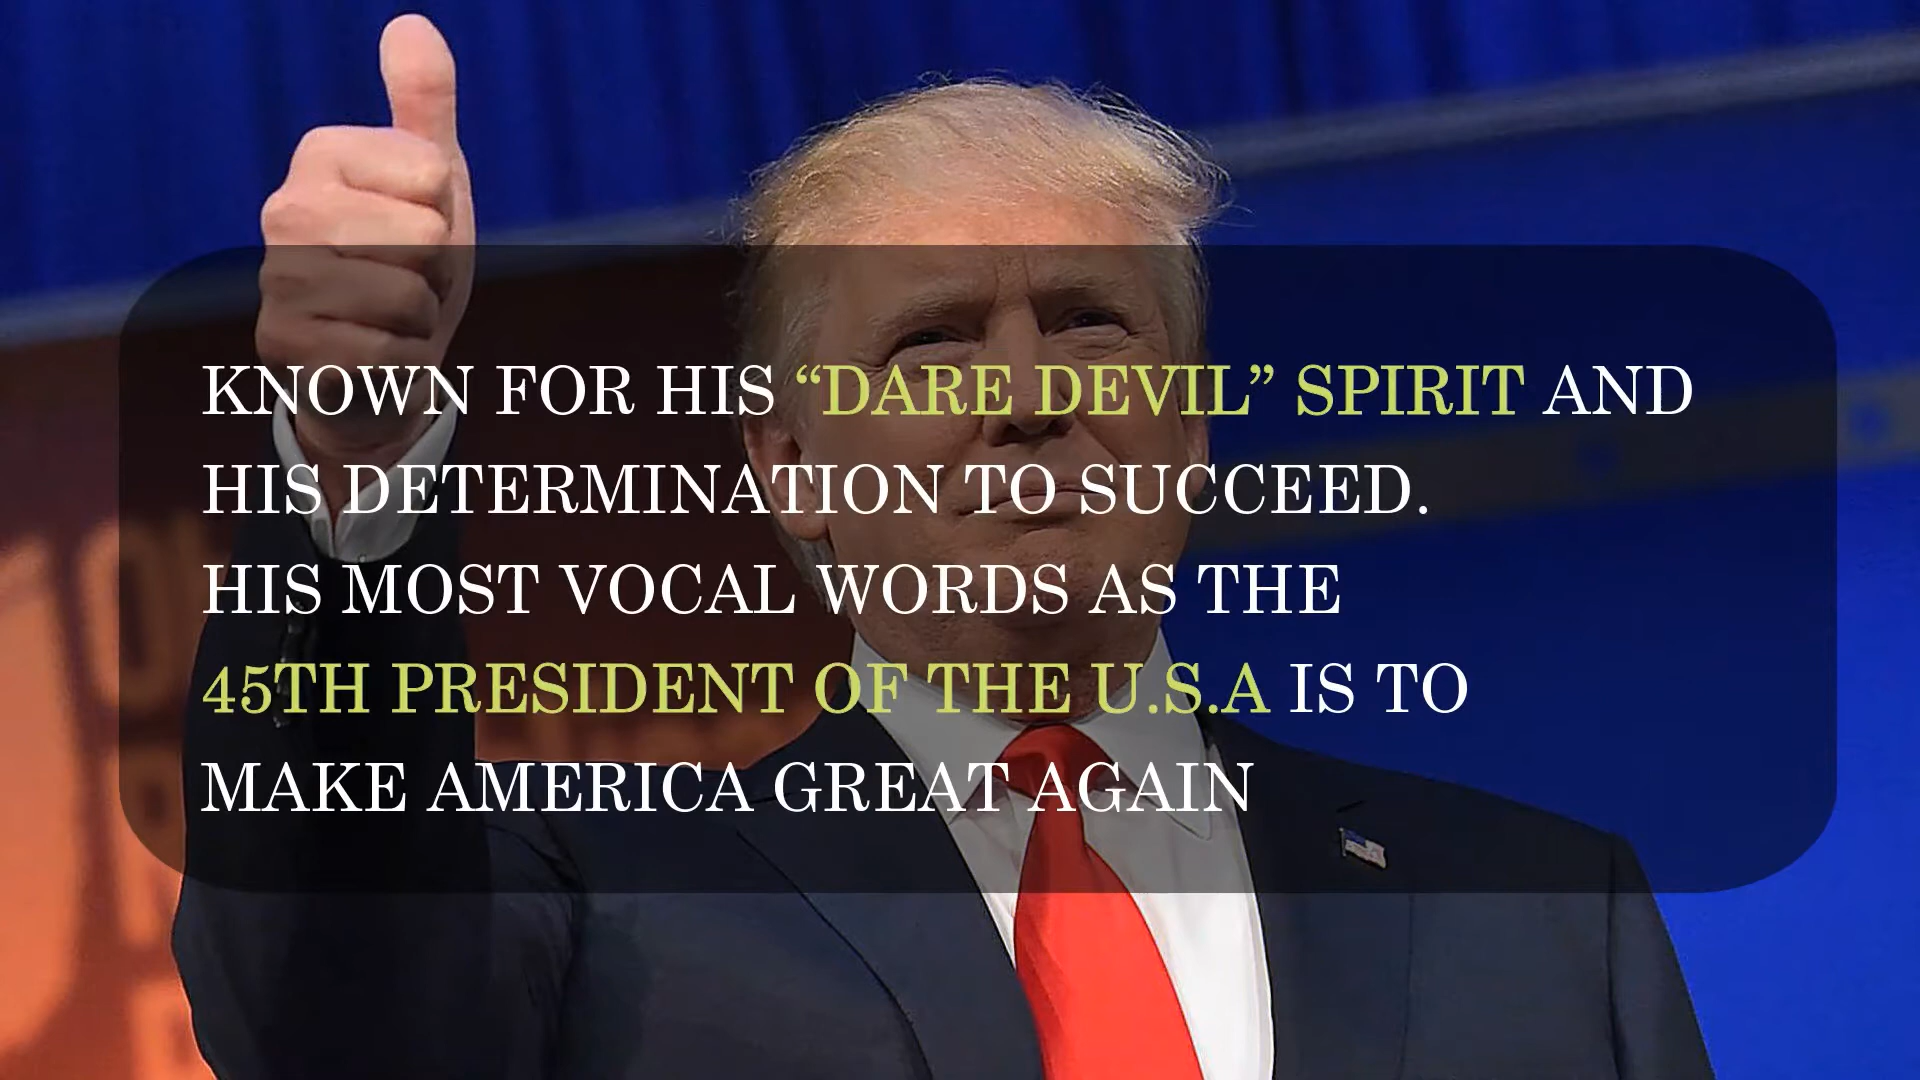 KNOWN FOR HIS “DARE DEVIL” SPIRIT AND
HIS DETERMINATION TO SUCCEED.
HIS MOST VOCAL WORDS AS THE
45TH PRESIDENT OF THE U.S.A IS TO
MAKE AMERICA GREAT AGAIN